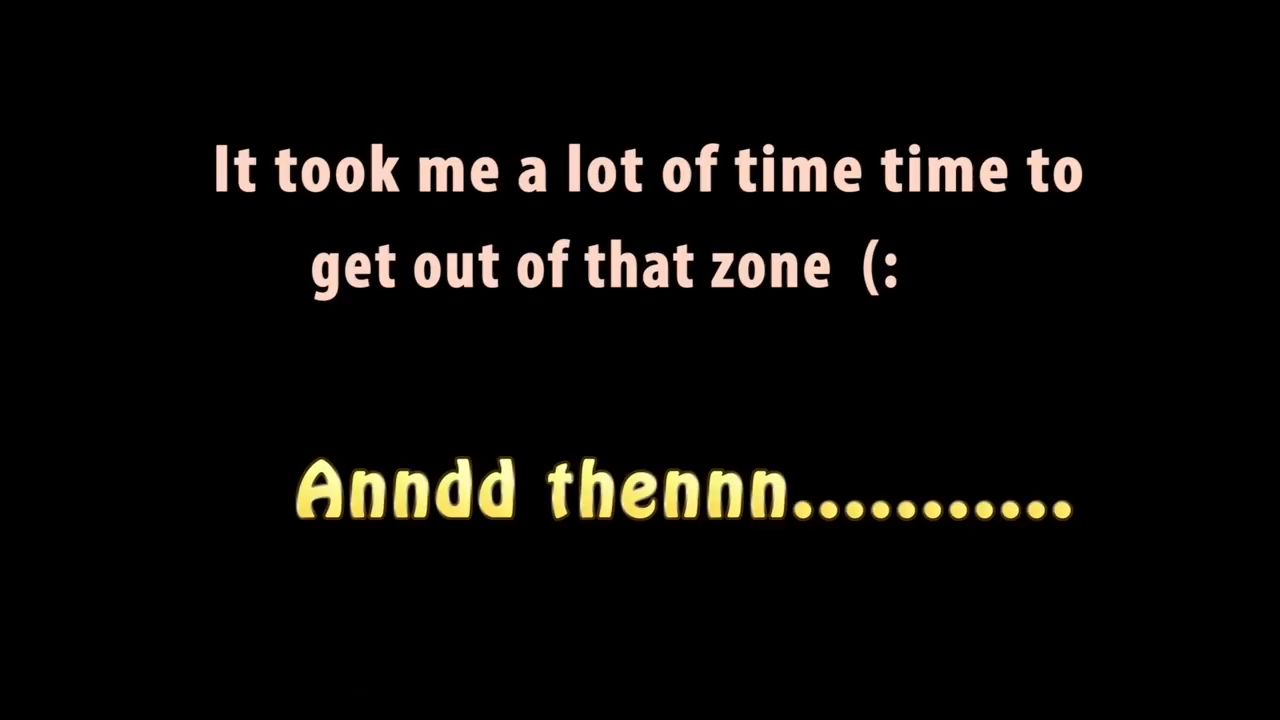 It took me a lot of time time to
get out of that zone (:
Anndd thennn...........